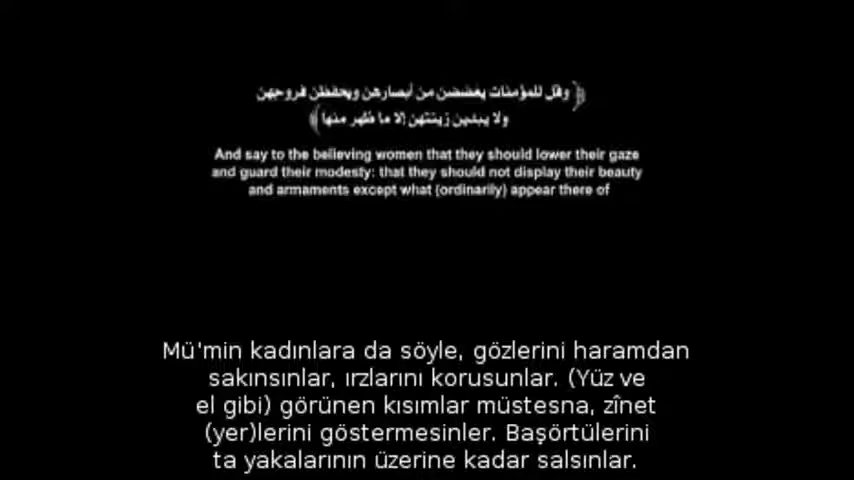 ﴿ وقل للمؤمنات يغضضن من أبصارهن ويحفظن فروجهن
ولا يبدين زينتهن إلا ما ظهر منها ﴾
And say to the believing women that they should lower their gaze
and guard their modesty: that they should not display their beauty
and armaments except what (ordinarily) appear there of
Mü'min kadınlara da söyle, gözlerini haramdan
sakınsınlar, ırzlarını korusunlar. (Yüz ve
el gibi) görünen kısımlar müstesna, zînet
(yer)lerini göstermesinler. Başörtülerini
ta yakalarının üzerine kadar salsınlar.